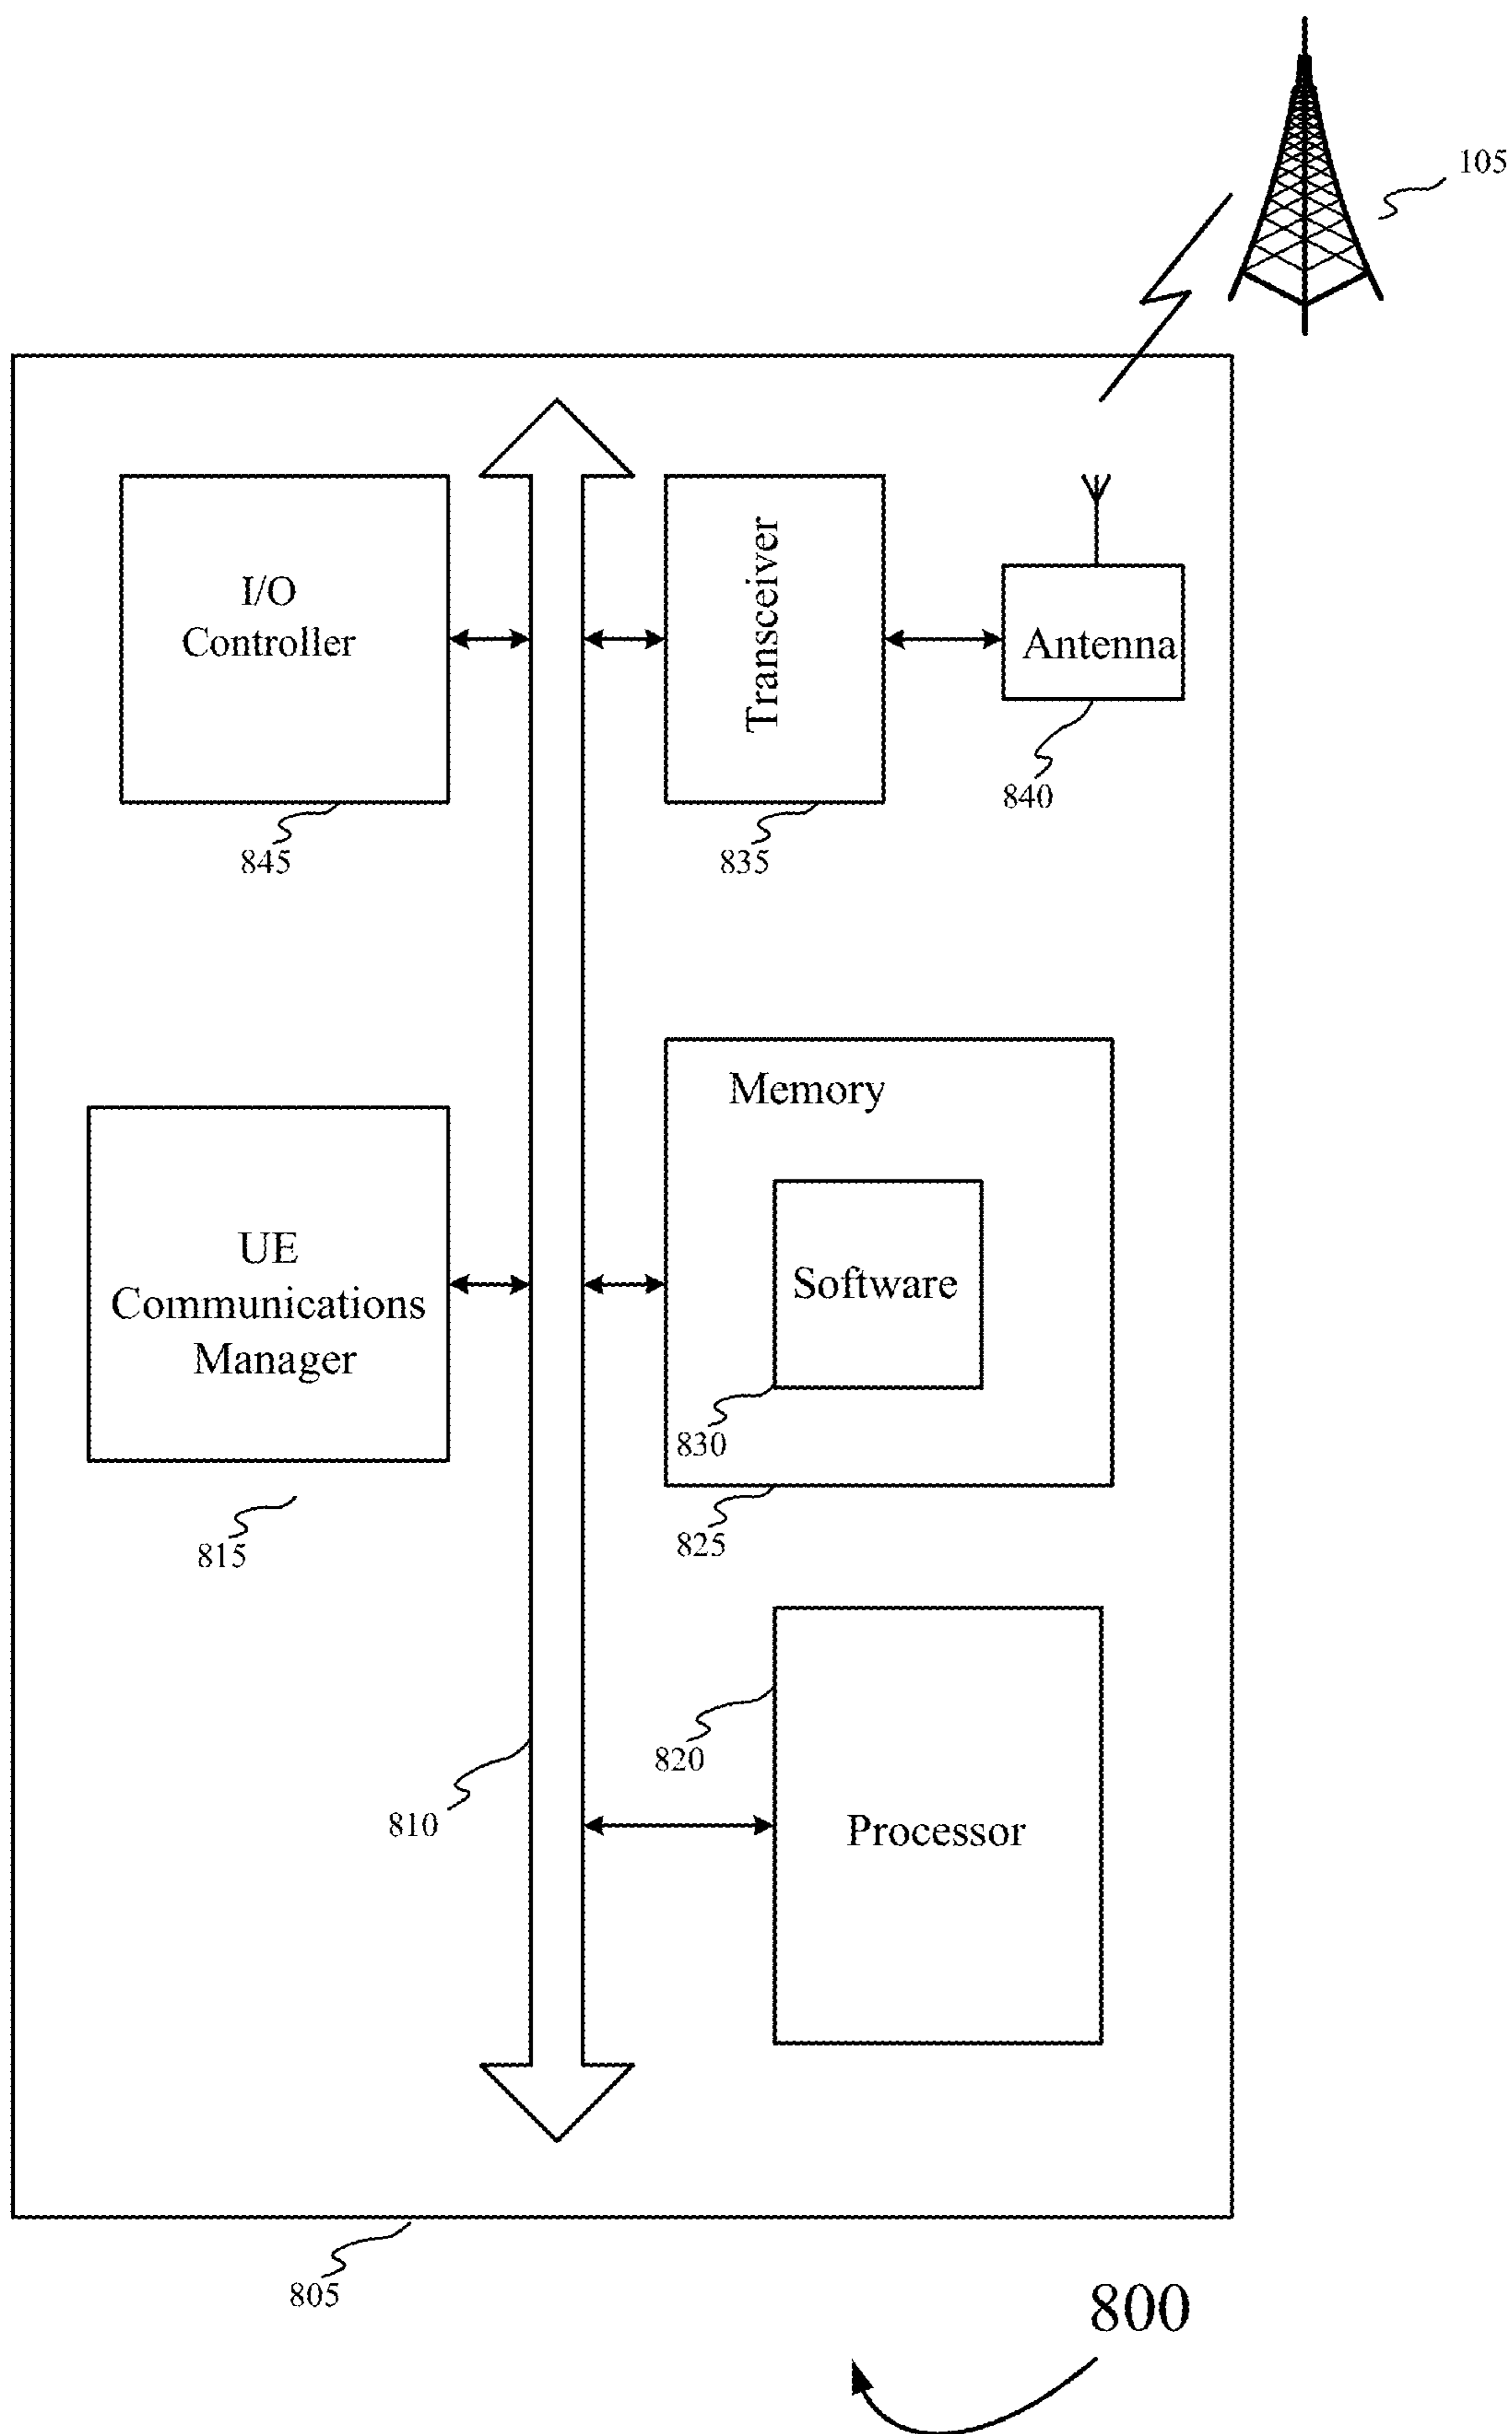 105
I/O
Controller
845
Transceiver
835
Antenna
840
UE
Communications
Manager
815
Memory
Software
830
825
820
Processor
810
805
800